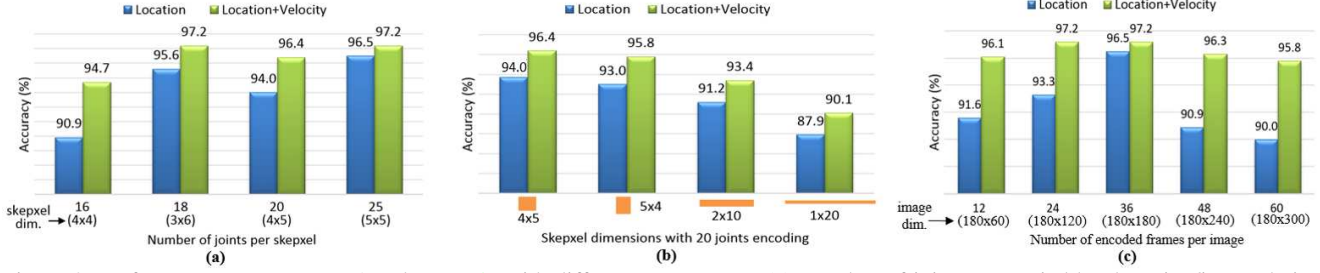 Location Location+Velocity
Accuracy (%)
90.9 94.7 95.6 97.2 94.0 96.4 96.5 97.2
16 18 20 25
skepxel dim. (4x4) (3x6) (4x5) (5x5)
Number of joints per skepxel
(a)
Location Location+Velocity
Accuracy (%)
94.0 96.4 93.0 95.8 91.2 93.4 87.9 90.1
4x5 5x4 2x10 1x20
Skepxel dimensions with 20 joints encoding
(b)
Location Location+Velocity
Accuracy (%)
91.6 96.1 93.3 97.2 96.5 97.2 90.9 96.3 90.0 95.8
12 24 36 48 60
image dim. (180x60) (180x120) (180x180) (180x240) (180x300)
Number of encoded frames per image
(c)